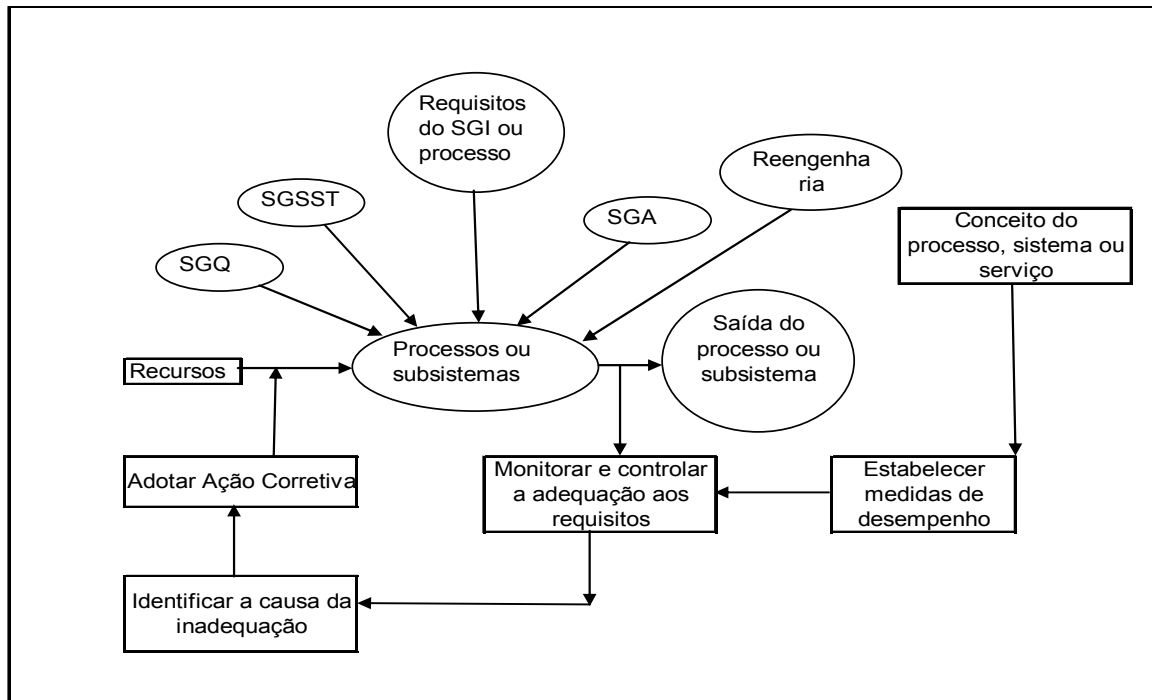 Requisitos
do SGI ou
processo
Reengenha
ria
SGSST
SGA
SGQ
Conceito do
processo, sistema ou
serviço
Processos ou
subsistemas
Saída do
processo ou
subsistema
Recursos
Adotar Ação Corretiva
Monitorar e controlar
a adequação aos
requisitos
Estabelecer
medidas de
desempenho
Identificar a causa da
inadequação